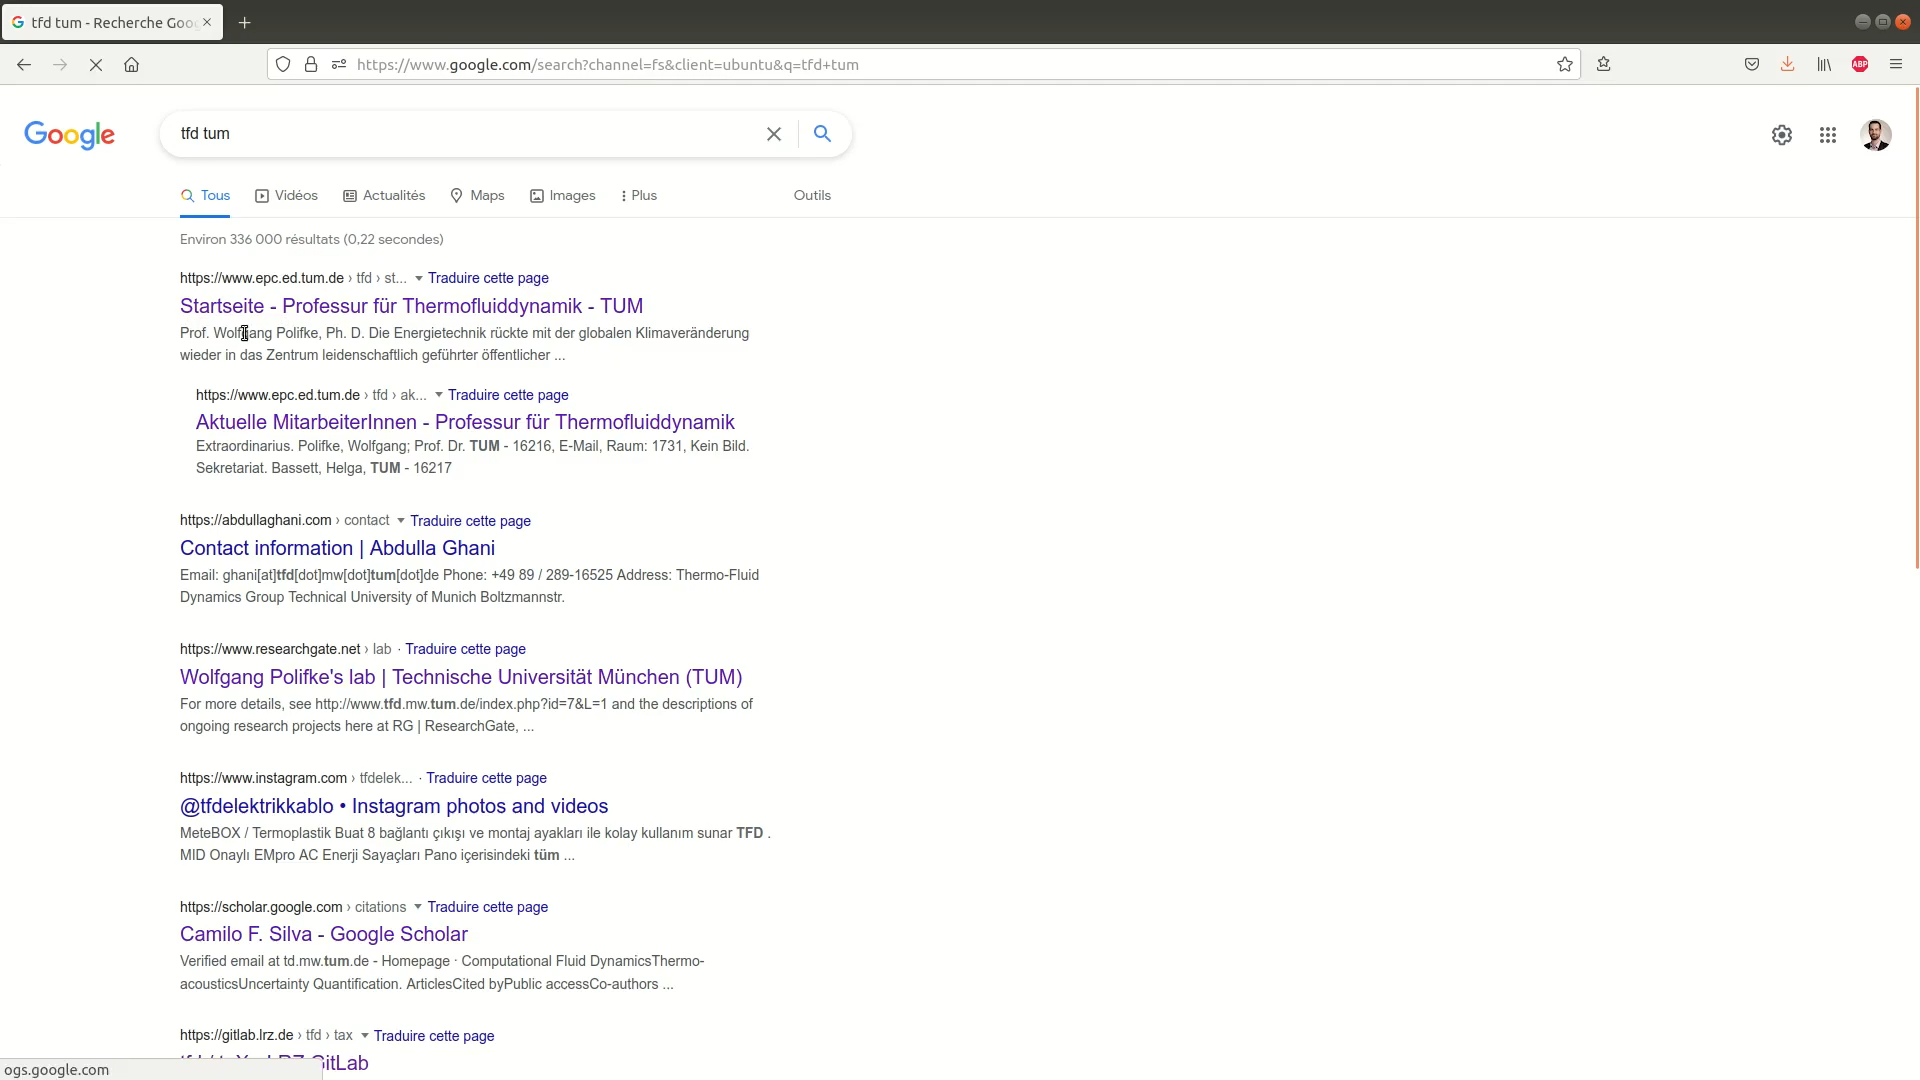 tfd tum - Recherche Goo
https://www.google.com/search?channel=fs&client=ubuntu&q=tfd+tum
ABP
Google
tfd tum
Tous
Vidéos
Actualités
Maps
Images
Plus
Outils
Environ 336 000 résultats (0,22 secondes)
https://www.epc.ed.tum.de › tfd › st... Traduire cette page
Startseite - Professur für Thermofluiddynamik - TUM
Prof. Wolfgang Polifke, Ph. D. Die Energietechnik rückte mit der globalen Klimaveränderung
wieder in das Zentrum leidenschaftlich geführter öffentlicher ...
https://www.epc.ed.tum.de › tfd › ak... Traduire cette page
Aktuelle MitarbeiterInnen - Professur für Thermofluiddynamik
Extraordinarius. Polifke, Wolfgang; Prof. Dr. TUM - 16216, E-Mail, Raum: 1731, Kein Bild.
Sekretariat. Bassett, Helga, TUM - 16217
https://abdullaghani.com › contact Traduire cette page
Contact information | Abdulla Ghani
Email: ghani[at]tfd[dot]mw[dot]tum[dot]de Phone: +49 89 / 289-16525 Address: Thermo-Fluid
Dynamics Group Technical University of Munich Boltzmannstr.
https://www.researchgate.net › lab · Traduire cette page
Wolfgang Polifke's lab | Technische Universität München (TUM)
For more details, see http://www.tfd.mw.tum.de/index.php?id=7&L=1 and the descriptions of
ongoing research projects here at RG | ResearchGate, ...
https://www.instagram.com › tfdelek... · Traduire cette page
@tfdelektrikkablo • Instagram photos and videos
MeteBOX / Termoplastik Buat 8 bağlantı çıkışı ve montaj ayakları ile kolay kullanım sunar TFD .
MID Onaylı EMpro AC Enerji Sayaçları Pano içerisindeki tüm ...
https://scholar.google.com › citations Traduire cette page
Camilo F. Silva - Google Scholar
Verified email at td.mw.tum.de - Homepage · Computational Fluid DynamicsThermo-
acousticsUncertainty Quantification. ArticlesCited byPublic accessCo-authors ...
https://gitlab.lrz.de › tfd › tax Traduire cette page
GitLab
ogs.google.com